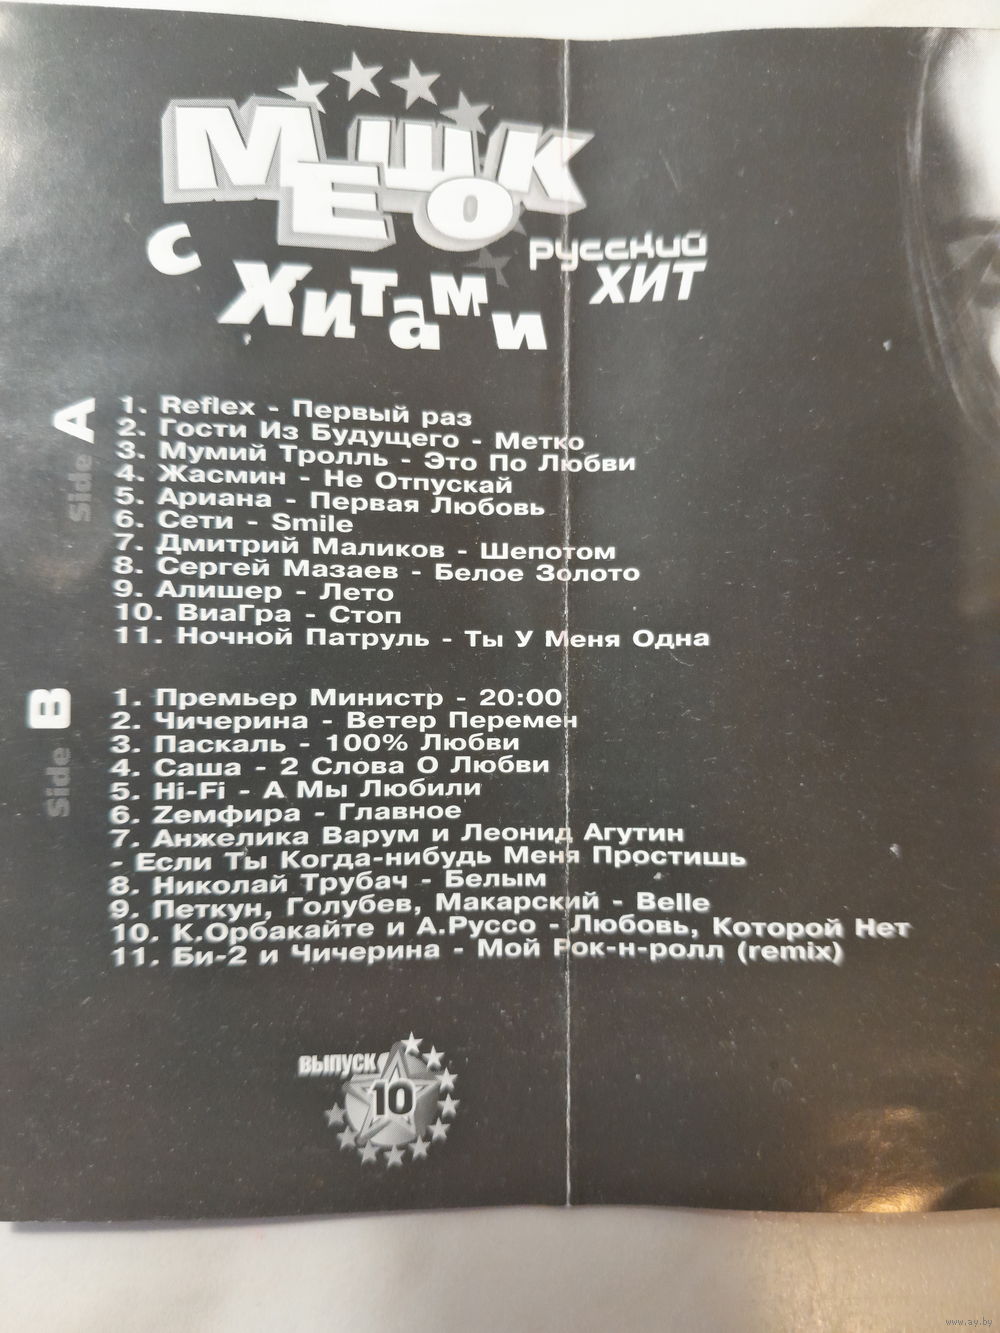 МЕШОК
с Хитами
русский
ХИТ
Side A
1. Reflex - Первый раз
2. Гости Из Будущего - Метко
3. Мумий Тролль - Это По Любви
4. Жасмин - Не Отпускай
5. Ариана - Первая Любовь
6. Сети - Smile
7. Дмитрий Маликов - Шепотом
8. Сергей Мазаев - Белое Золото
9. Алишер - Лето
10. ВиаГра - Стоп
11. Ночной Патруль - Ты У Меня Одна
Side B
1. Премьер Министр - 20:00
2. Чичерина - Ветер Перемен
3. Паскаль - 100% Любви
4. Саша - 2 Слова О Любви
5. Hi-Fi - А Мы Любили
6. Zемфира - Главное
7. Анжелика Варум и Леонид Агутин
- Если Ты Когда-нибудь Меня Простишь
8. Николай Трубач - Белым
9. Петкун, Голубев, Макарский - Belle
10. К.Орбакайте и А.Руссо - Любовь, Которой Нет
11. Би-2 и Чичерина - Мой Рок-н-ролл (remix)
выпуск
10
www.ay.by